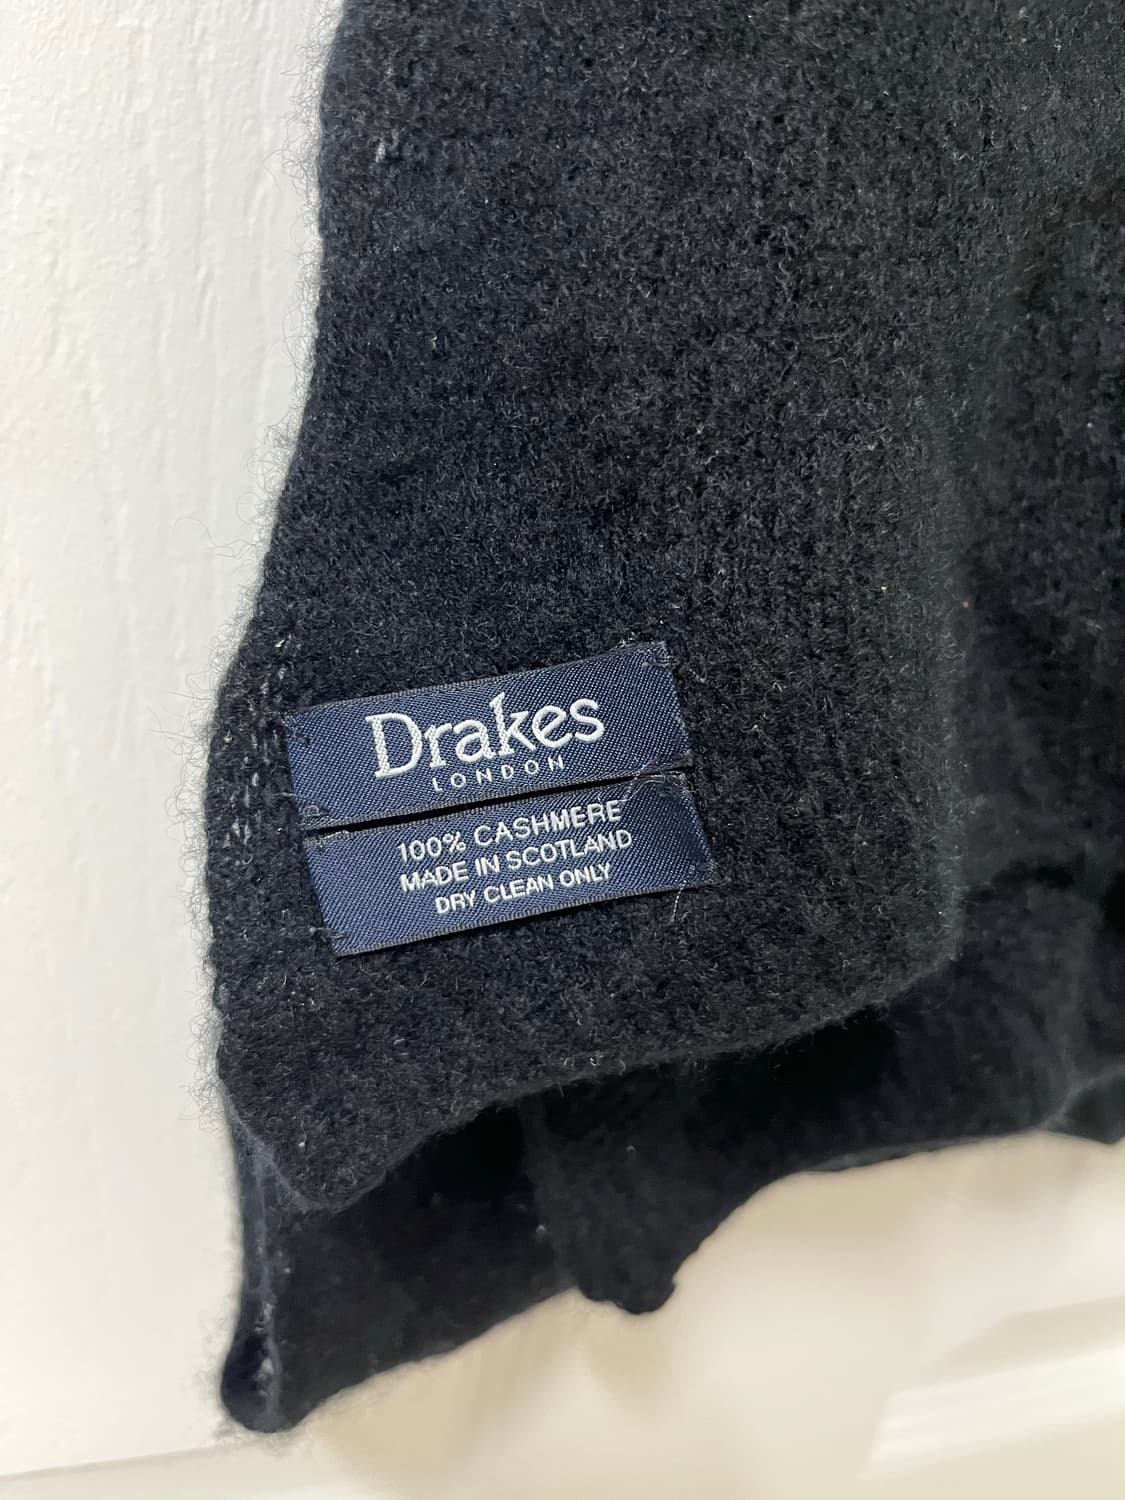 Drakes
LONDON
100% CASHMERE
MADE IN SCOTLAND
DRY CLEAN ONLY